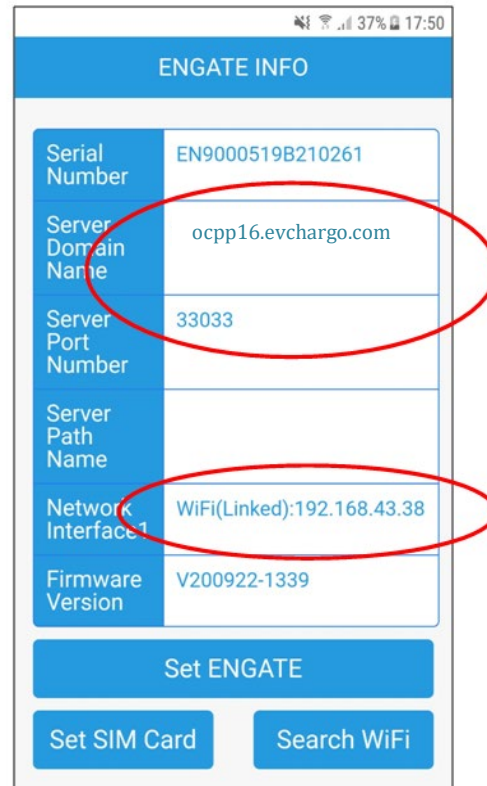 37% 17:50
ENGATE INFO
Serial
Number
EN9000519B210261
Server
Domain
Name
ocpp16.evchargo.com
Server
Port
Number
33033
Server
Path
Name
Network
Interface1
WiFi(Linked):192.168.43.38
Firmware
Version
V200922-1339
Set ENGATE
Set SIM Card
Search WiFi